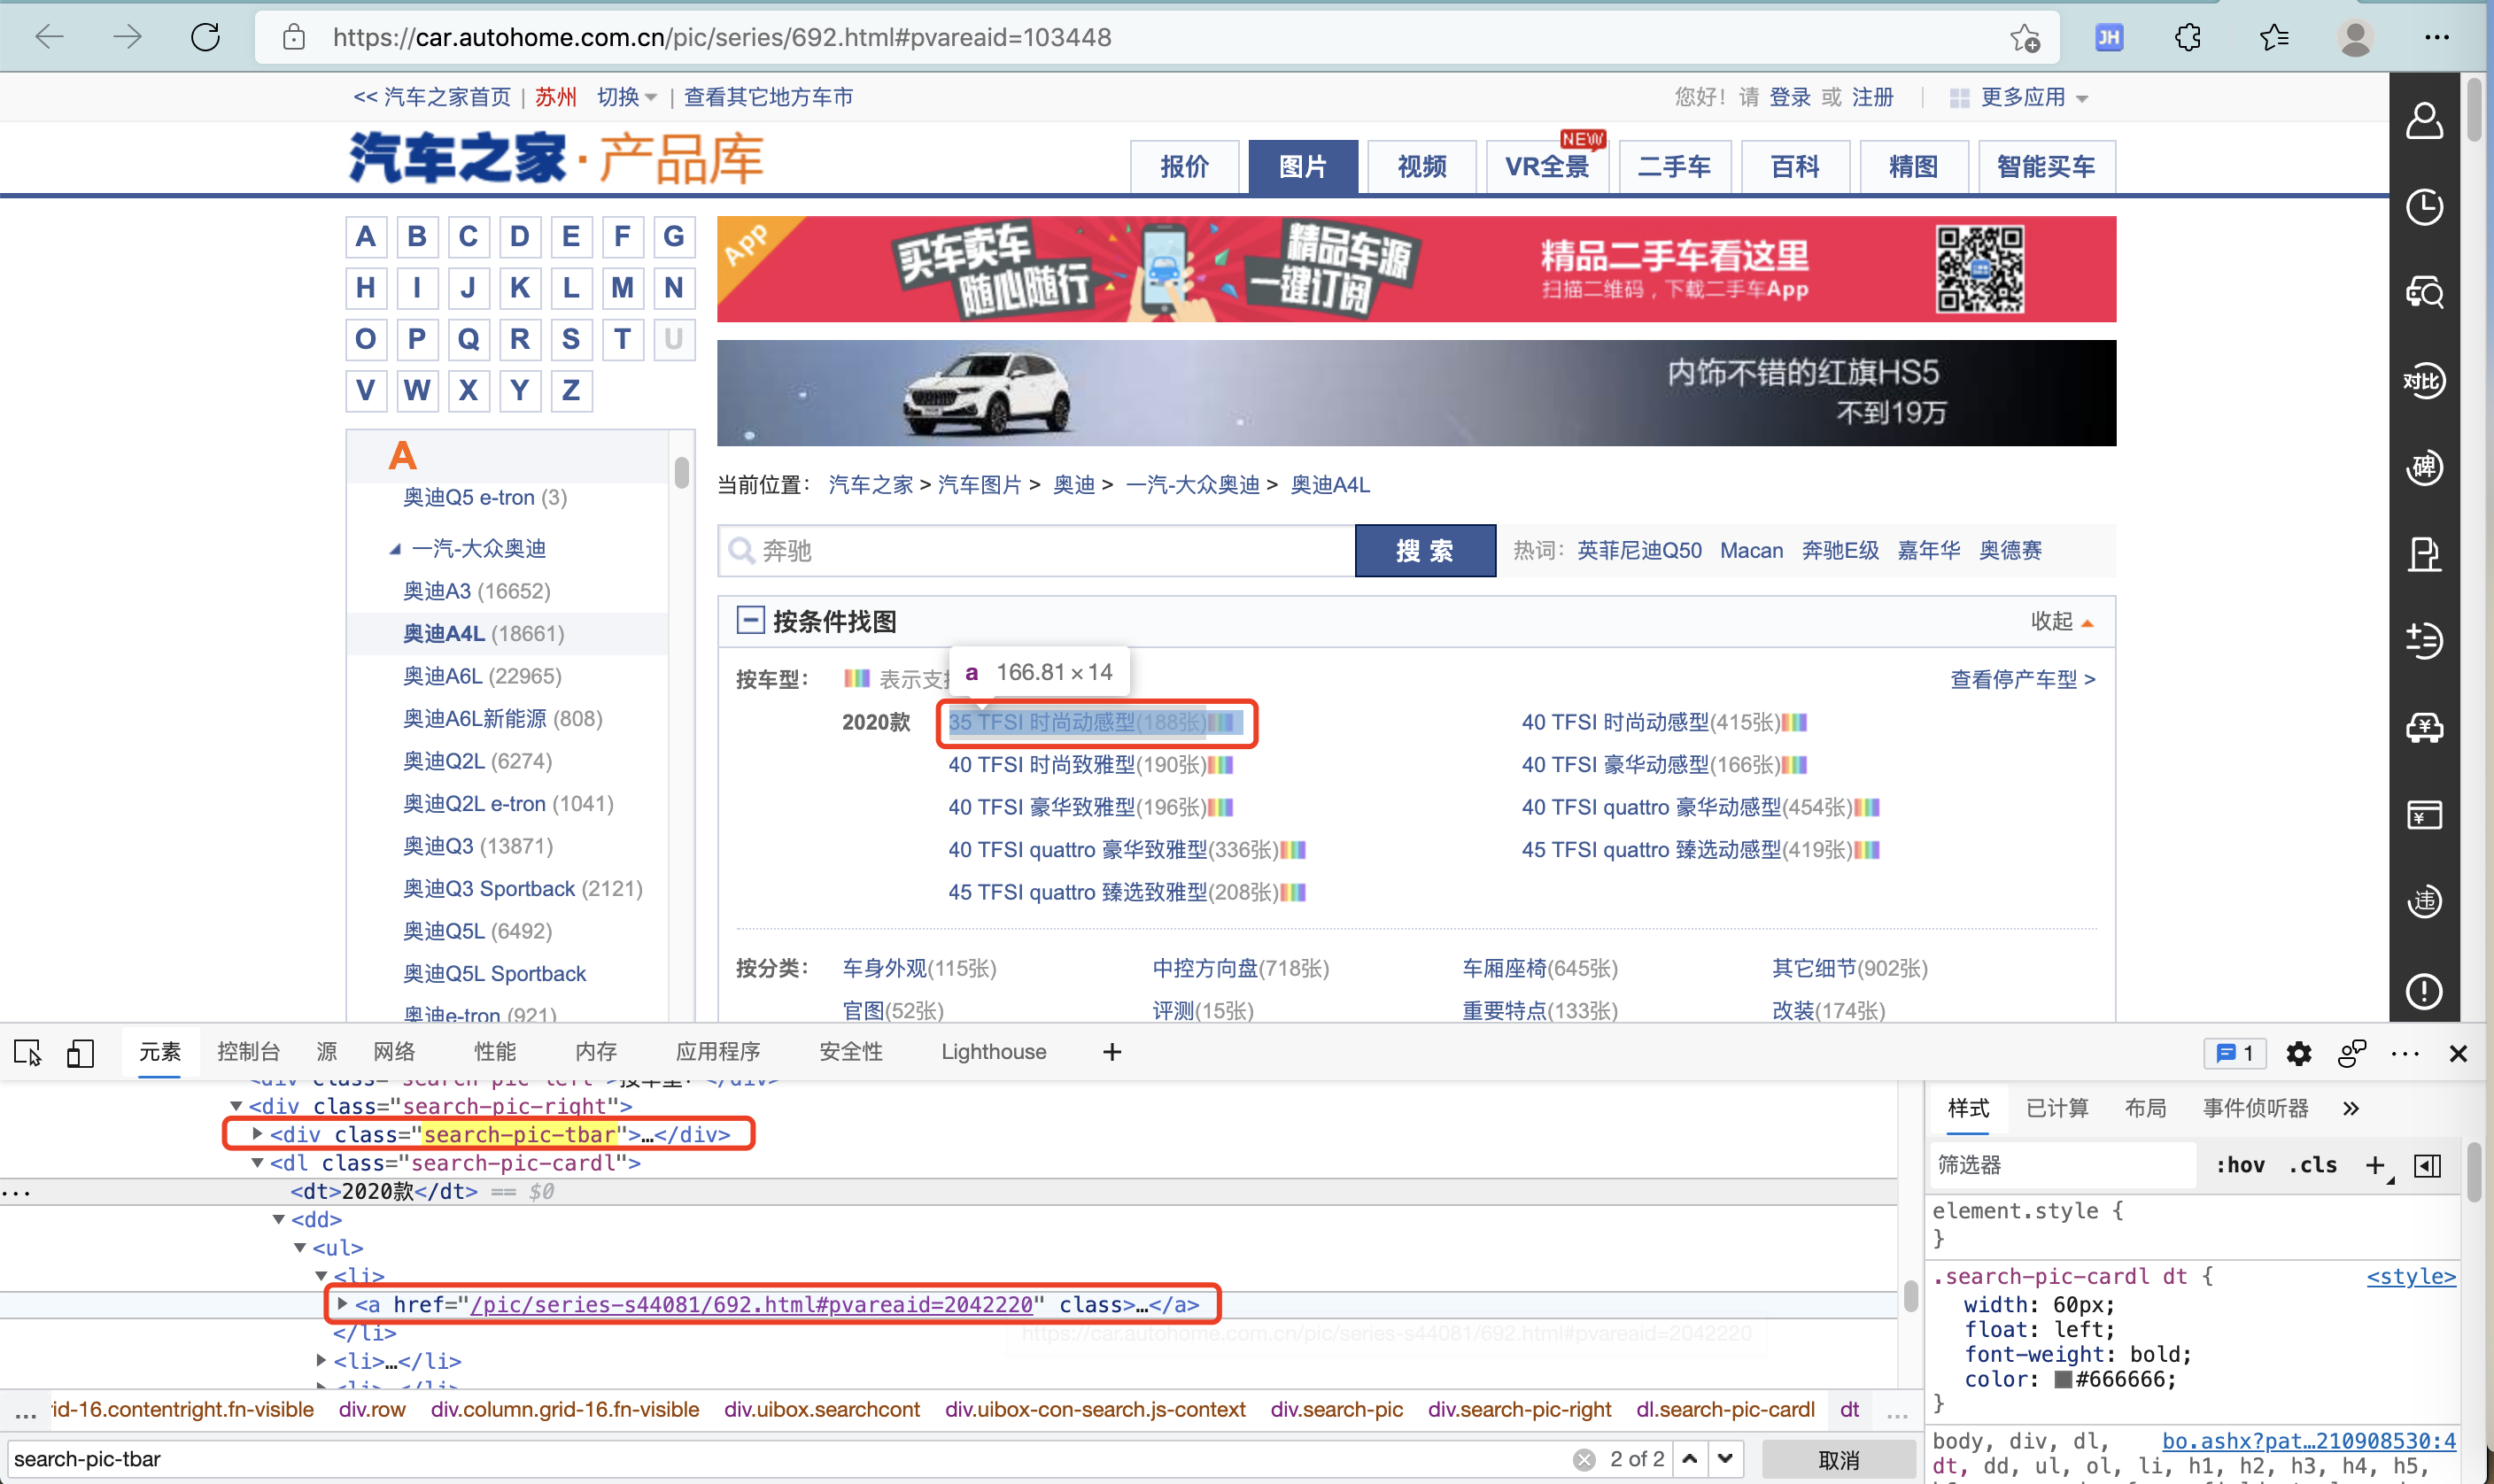 https://car.autohome.com.cn/pic/series/692.html#pvareaid=103448
JH
<< 汽车之家首页 | 苏州 切换 | 查看其它地方车市
您好！请 登录 或 注册 更多应用
汽车之家·产品库
报价 图片 视频 VR全景 NEW 二手车 百科 精图 智能买车
A B C D E F G
H I J K L M N
O P Q R S T U
V W X Y Z
App 买车卖车 随心随行 精品车源 一键订阅
精品二手车看这里
扫描二维码，下载二手车App
内饰不错的红旗HS5
不到19万
A
奥迪Q5 e-tron (3)
一汽-大众奥迪
奥迪A3 (16652)
奥迪A4L (18661)
奥迪A6L (22965)
奥迪A6L新能源 (808)
奥迪Q2L (6274)
奥迪Q2L e-tron (1041)
奥迪Q3 (13871)
奥迪Q3 Sportback (2121)
奥迪Q5L (6492)
奥迪Q5L Sportback
奥迪e-tron (921)
当前位置： 汽车之家 > 汽车图片 > 奥迪 > 一汽-大众奥迪 > 奥迪A4L
奔驰 搜 索 热词： 英菲尼迪Q50 Macan 奔驰E级 嘉年华 奥德赛
按条件找图 收起
按车型： 表示支 查看停产车型 >
a 166.81 × 14
2020款 35 TFSI 时尚动感型(188张) 40 TFSI 时尚动感型(415张)
40 TFSI 时尚致雅型(190张) 40 TFSI 豪华动感型(166张)
40 TFSI 豪华致雅型(196张) 40 TFSI quattro 豪华动感型(454张)
40 TFSI quattro 豪华致雅型(336张) 45 TFSI quattro 臻选动感型(419张)
45 TFSI quattro 臻选致雅型(208张)
按分类： 车身外观(115张) 中控方向盘(718张) 车厢座椅(645张) 其它细节(902张)
官图(52张) 评测(15张) 重要特点(133张) 改装(174张)
对比
碑
违
元素 控制台 源 网络 性能 内存 应用程序 安全性 Lighthouse + 1
<div class="search-pic-right">
<div class="search-pic-tbar">…</div>
<dl class="search-pic-cardl">
<dt>2020款</dt> == $0
<dd>
<ul>
<li>
<a href="/pic/series-s44081/692.html#pvareaid=2042220" class>…</a>
</li>
https://car.autohome.com.cn/pic/series-s44081/692.html#pvareaid=2042220
<li>…</li>
... id-16.contentright.fn-visible div.row div.column.grid-16.fn-visible div.uibox.searchcont div.uibox-con-search.js-context div.search-pic div.search-pic-right dl.search-pic-cardl dt ...
search-pic-tbar 2 of 2 取消
样式 已计算 布局 事件侦听器 »
筛选器 :hov .cls +
element.style {
}
.search-pic-cardl dt { <style>
width: 60px;
float: left;
font-weight: bold;
color: #666666;
}
body, div, dl, bo.ashx?pat…210908530:4
dt, dd, ul, ol, li, h1, h2, h3, h4, h5,